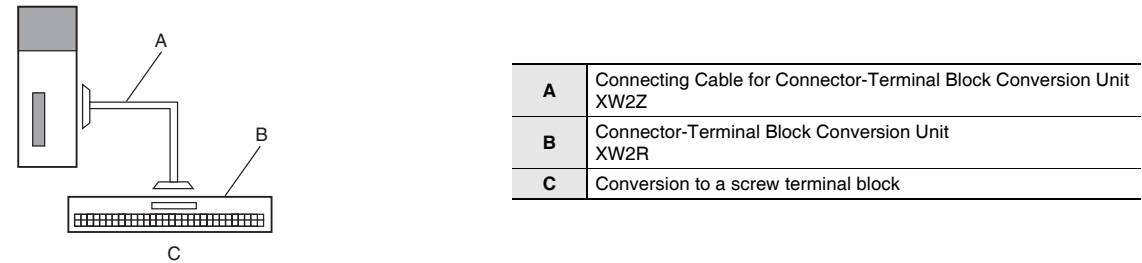 A
B
C
A Connecting Cable for Connector-Terminal Block Conversion Unit
XW2Z
B Connector-Terminal Block Conversion Unit
XW2R
C Conversion to a screw terminal block